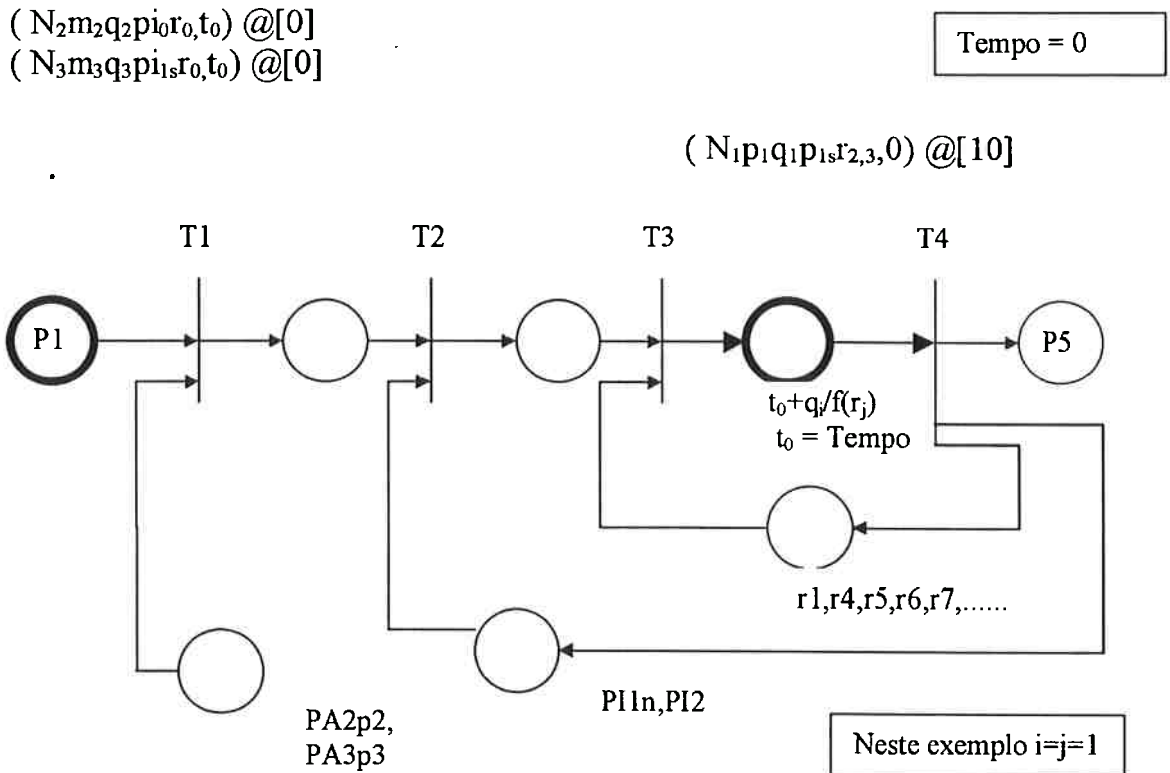 ( N₂m₂q₂pi₀r₀,t₀) @[0]
( N₃m₃q₃pi₁ₛr₀,t₀) @[0]
Tempo = 0
( N₁p₁q₁p₁ₛr₂,₃,0) @[10]
T1 T2 T3 T4
P1 P5
t₀+qᵢ/f(rⱼ)
t₀ = Tempo
r1,r4,r5,r6,r7,......
PI1n,PI2
PA2p2,
PA3p3
Neste exemplo i=j=1